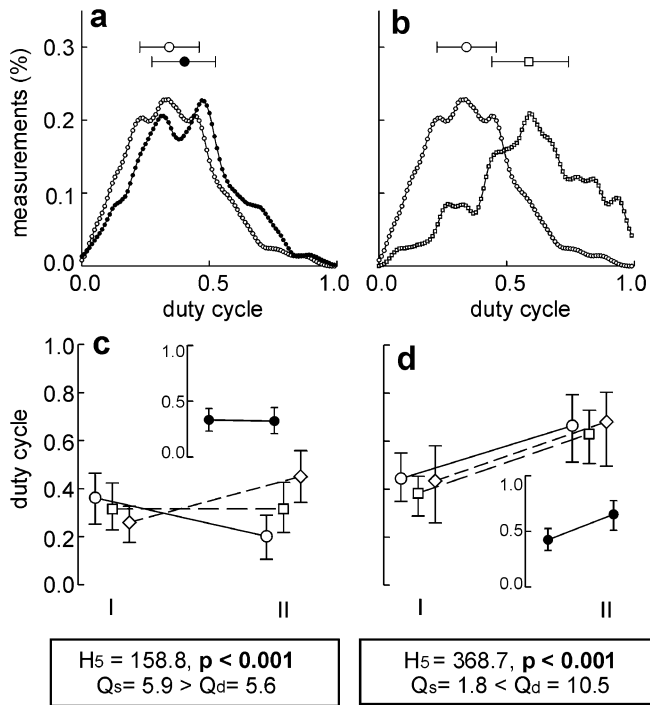 a
b
measurements (%)
0.3
0.2
0.1
0.0
0.0 0.5 1.0
duty cycle
0.0 0.5 1.0
duty cycle
c
d
duty cycle
1.0
0.8
0.6
0.4
0.2
0.0
1.0
0.5
0.0
1.0
0.5
0.0
I II
I II
H5 = 158.8, p < 0.001
Qs= 5.9 > Qd= 5.6
H5 = 368.7, p < 0.001
Qs= 1.8 < Qd = 10.5